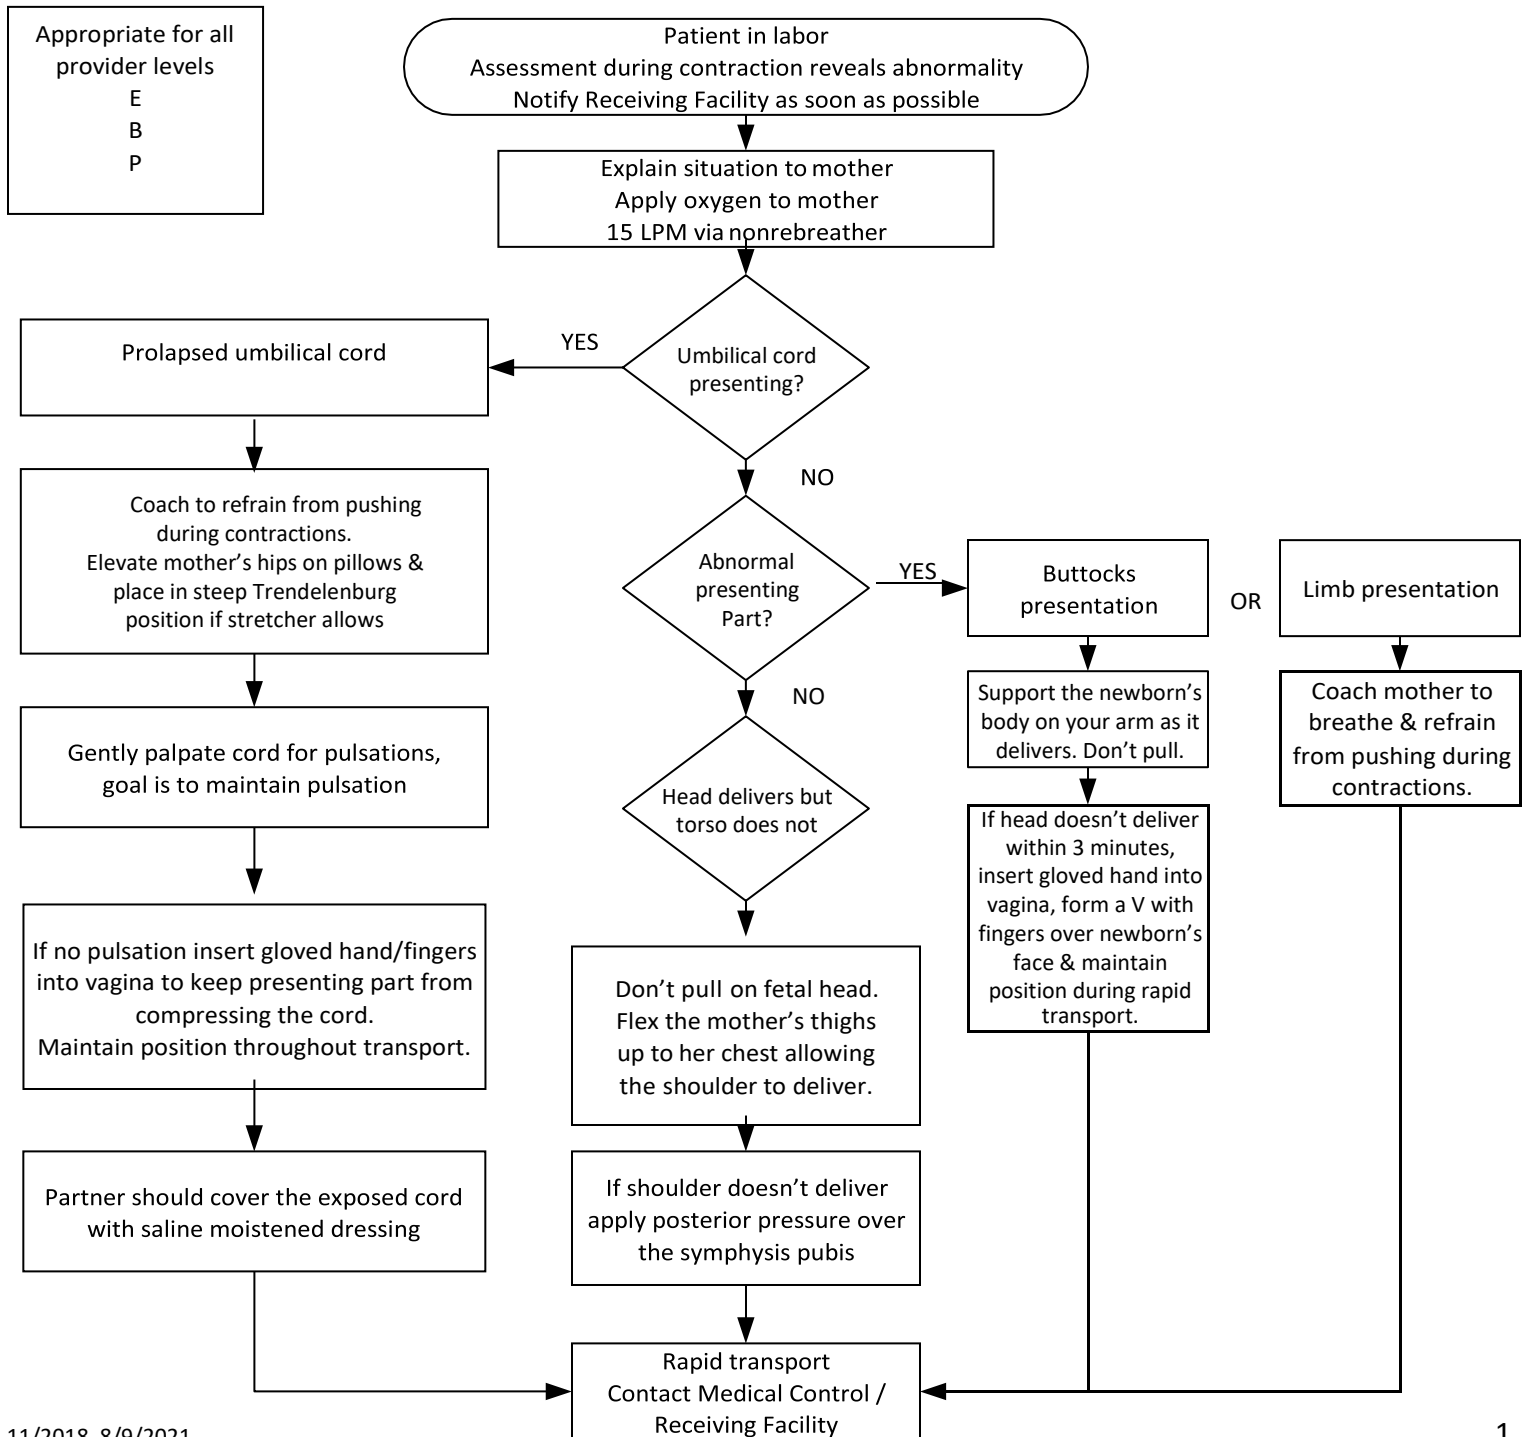 Appropriate for all
provider levels
E
B
P
Patient in labor
Assessment during contraction reveals abnormality
Notify Receiving Facility as soon as possible
Explain situation to mother
Apply oxygen to mother
15 LPM via nonrebreather
Umbilical cord
presenting?
YES
Prolapsed umbilical cord
Coach to refrain from pushing
during contractions.
Elevate mother’s hips on pillows &
place in steep Trendelenburg
position if stretcher allows
Gently palpate cord for pulsations,
goal is to maintain pulsation
If no pulsation insert gloved hand/fingers
into vagina to keep presenting part from
compressing the cord.
Maintain position throughout transport.
Partner should cover the exposed cord
with saline moistened dressing
NO
Abnormal
presenting
Part?
YES
Buttocks
presentation
OR
Limb presentation
Support the newborn’s
body on your arm as it
delivers. Don’t pull.
If head doesn’t deliver
within 3 minutes,
insert gloved hand into
vagina, form a V with
fingers over newborn’s
face & maintain
position during rapid
transport.
Coach mother to
breathe & refrain
from pushing during
contractions.
NO
Head delivers but
torso does not
Don’t pull on fetal head.
Flex the mother’s thighs
up to her chest allowing
the shoulder to deliver.
If shoulder doesn’t deliver
apply posterior pressure over
the symphysis pubis
Rapid transport
Contact Medical Control /
Receiving Facility
11/2018, 8/9/2021
1